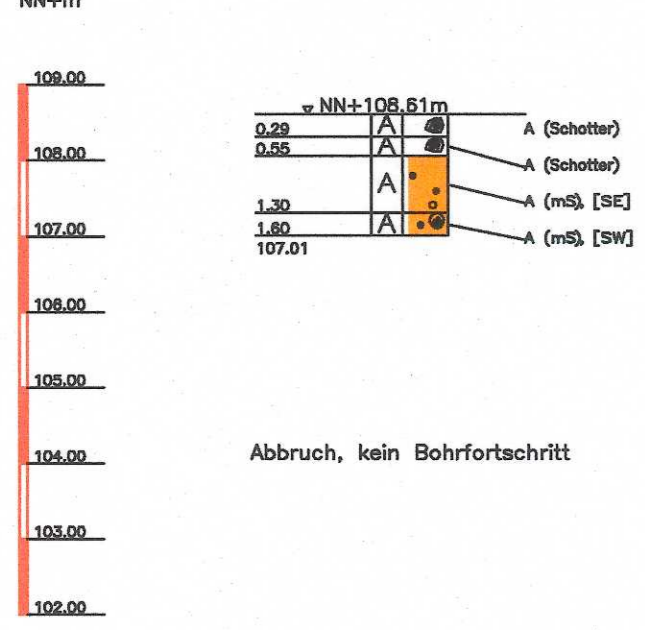 NN+m
109.00
108.00
107.00
106.00
105.00
104.00
103.00
102.00
NN+108.61m
0.29 A A (Schotter)
0.55 A A (Schotter)
1.30 A A (mS), [SE]
1.60 A A (mS), [SW]
107.01
Abbruch, kein Bohrfortschritt